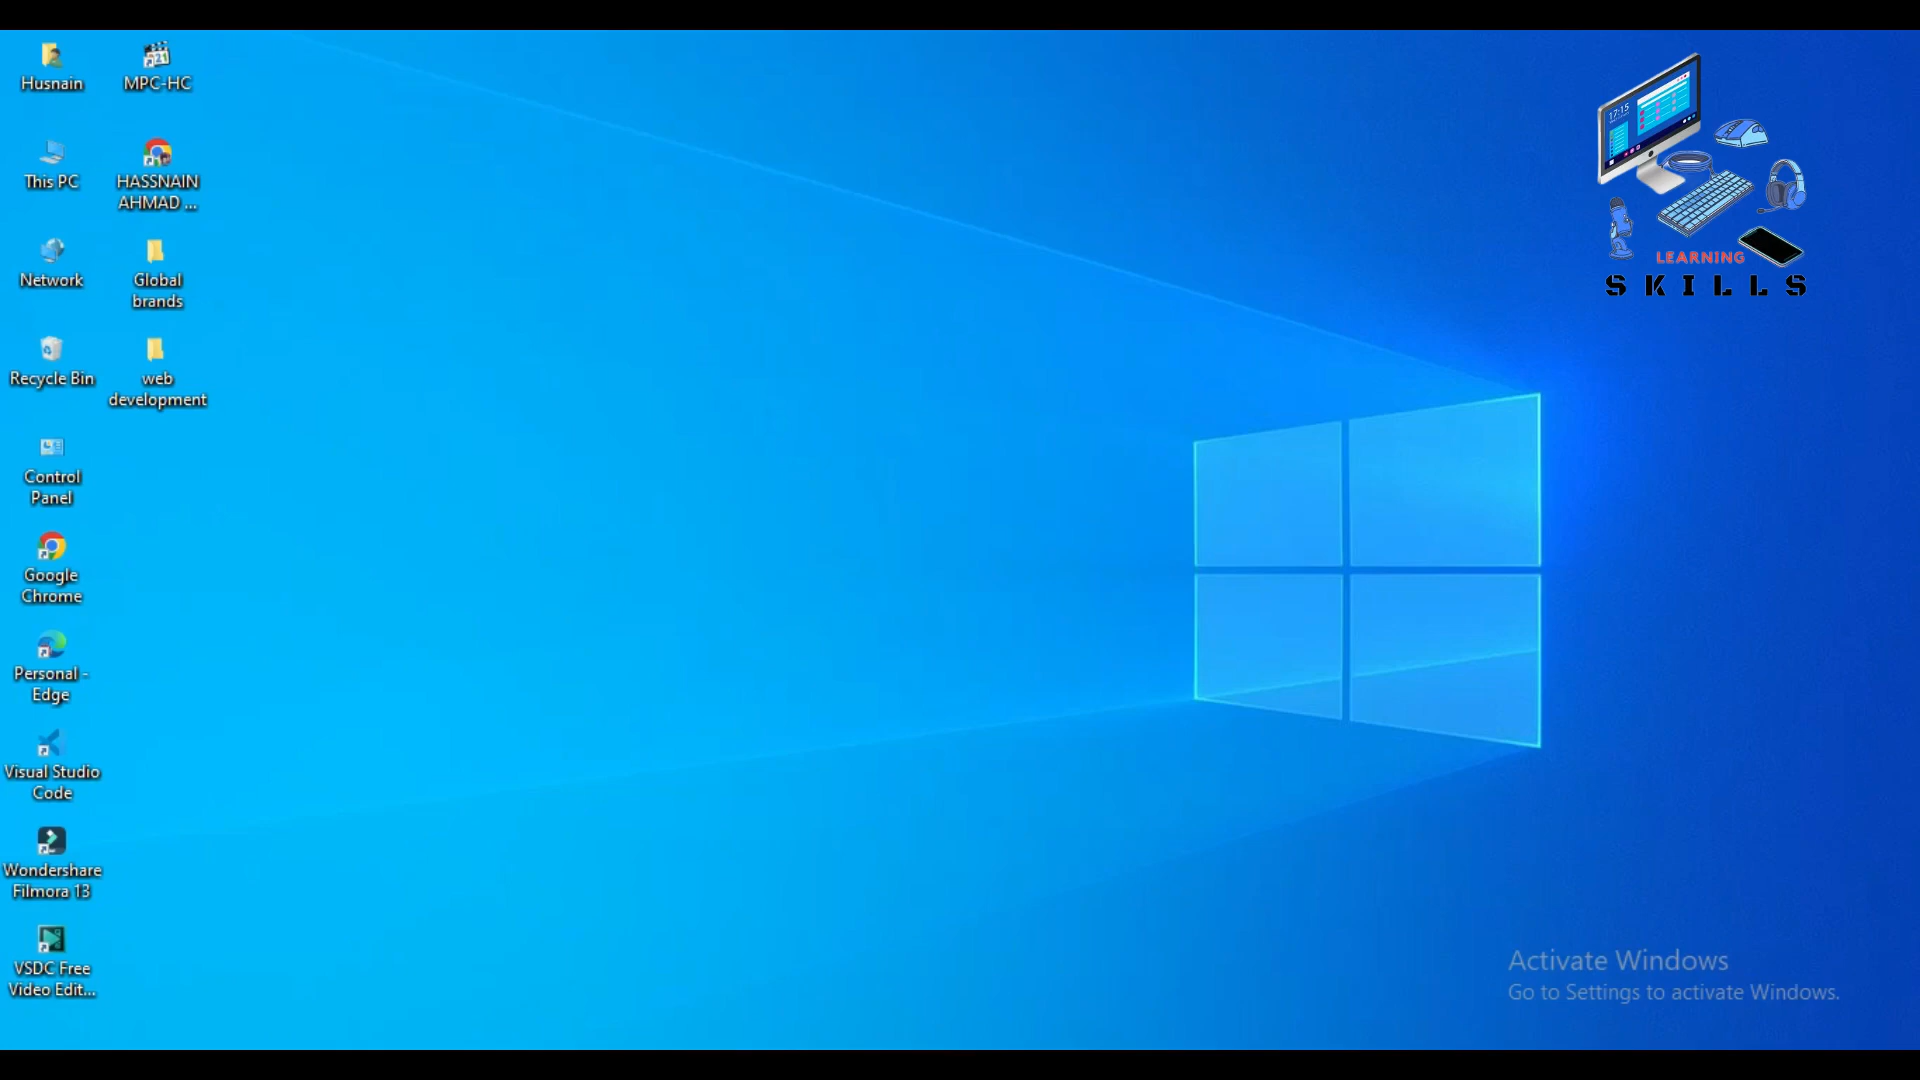 Husnain
MPC-HC
This PC
HASSNAIN
AHMAD ...
Network
Global
brands
Recycle Bin
web
development
Control
Panel
Google
Chrome
Personal -
Edge
Visual Studio
Code
Wondershare
Filmora 13
VSDC Free
Video Edit...
17:15
LEARNING
SKILLS
Activate Windows
Go to Settings to activate Windows.